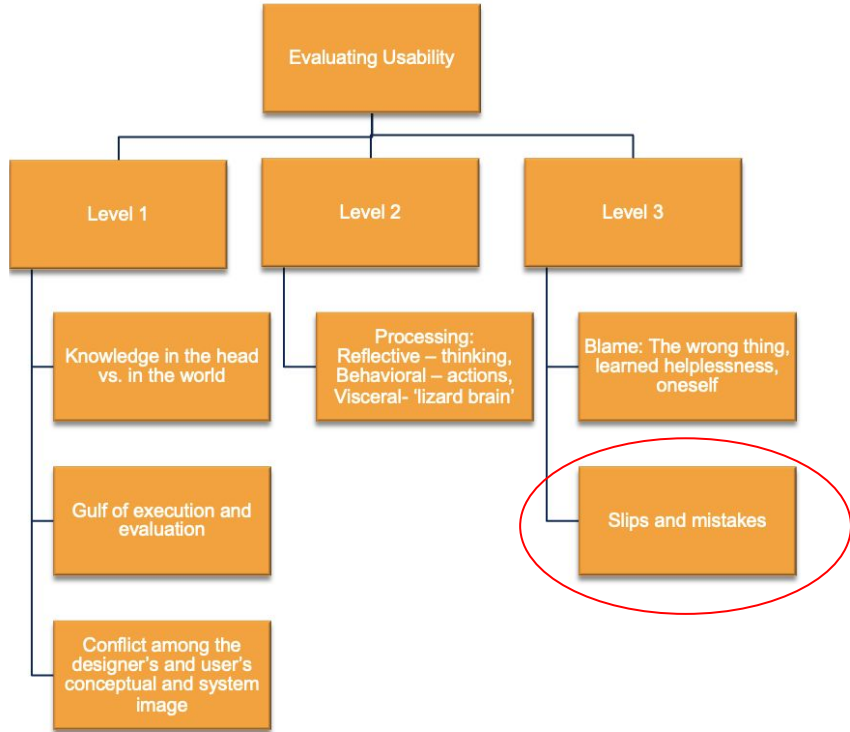 Evaluating Usability
Level 1
Level 2
Level 3
Knowledge in the head
vs. in the world
Processing:
Reflective – thinking,
Behavioral – actions,
Visceral- ‘lizard brain’
Blame: The wrong thing,
learned helplessness,
oneself
Gulf of execution and
evaluation
Slips and mistakes
Conflict among the
designer’s and user’s
conceptual and system
image